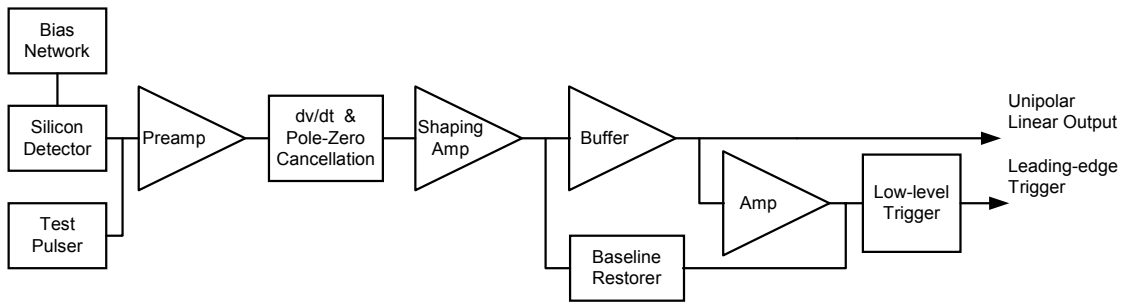 Bias
Network
Silicon
Detector
Test
Pulser
Preamp
dv/dt &
Pole-Zero
Cancellation
Shaping
Amp
Buffer
Amp
Baseline
Restorer
Low-level
Trigger
Unipolar
Linear Output
Leading-edge
Trigger